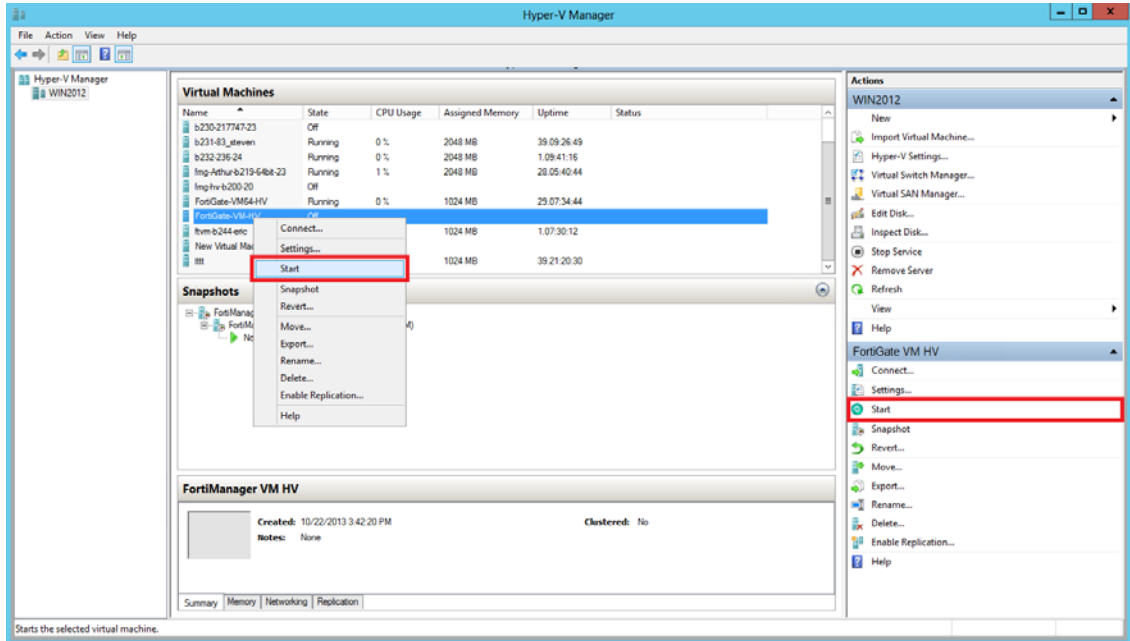 Hyper-V Manager
File Action View Help
Hyper-V Manager
WIN2012
Virtual Machines
Name State CPU Usage Assigned Memory Uptime Status
b230-217747-23 Off
b231-83_steven Running 0 % 2048 MB 39.09:26:49
b232-236-24 Running 0 % 2048 MB 1.09:41:16
fmg-Arthur-b219-64bit-23 Running 1 % 2048 MB 28.05:40:44
fmg-hv-b200-20 Off
FortiGate-VM64-HV Running 0 % 1024 MB 29.07:34:44
FortiGate-VM-HV Off
ftvm-b244-eric 1024 MB 1.07:30:12
New Virtual Mac
tttt 1024 MB 39.21:20:30
Connect...
Settings...
Start
Snapshot
Revert...
Move...
Export...
Rename...
Delete...
Enable Replication...
Help
Snapshots
FortiManag
FortiMa
No
FortiManager VM HV
Created: 10/22/2013 3:42:20 PM Clustered: No
Notes: None
Summary Memory Networking Replication
Actions
WIN2012
New
Import Virtual Machine...
Hyper-V Settings...
Virtual Switch Manager...
Virtual SAN Manager...
Edit Disk...
Inspect Disk...
Stop Service
Remove Server
Refresh
View
Help
FortiGate VM HV
Connect...
Settings...
Start
Snapshot
Revert...
Move...
Export...
Rename...
Delete...
Enable Replication...
Help
Starts the selected virtual machine.